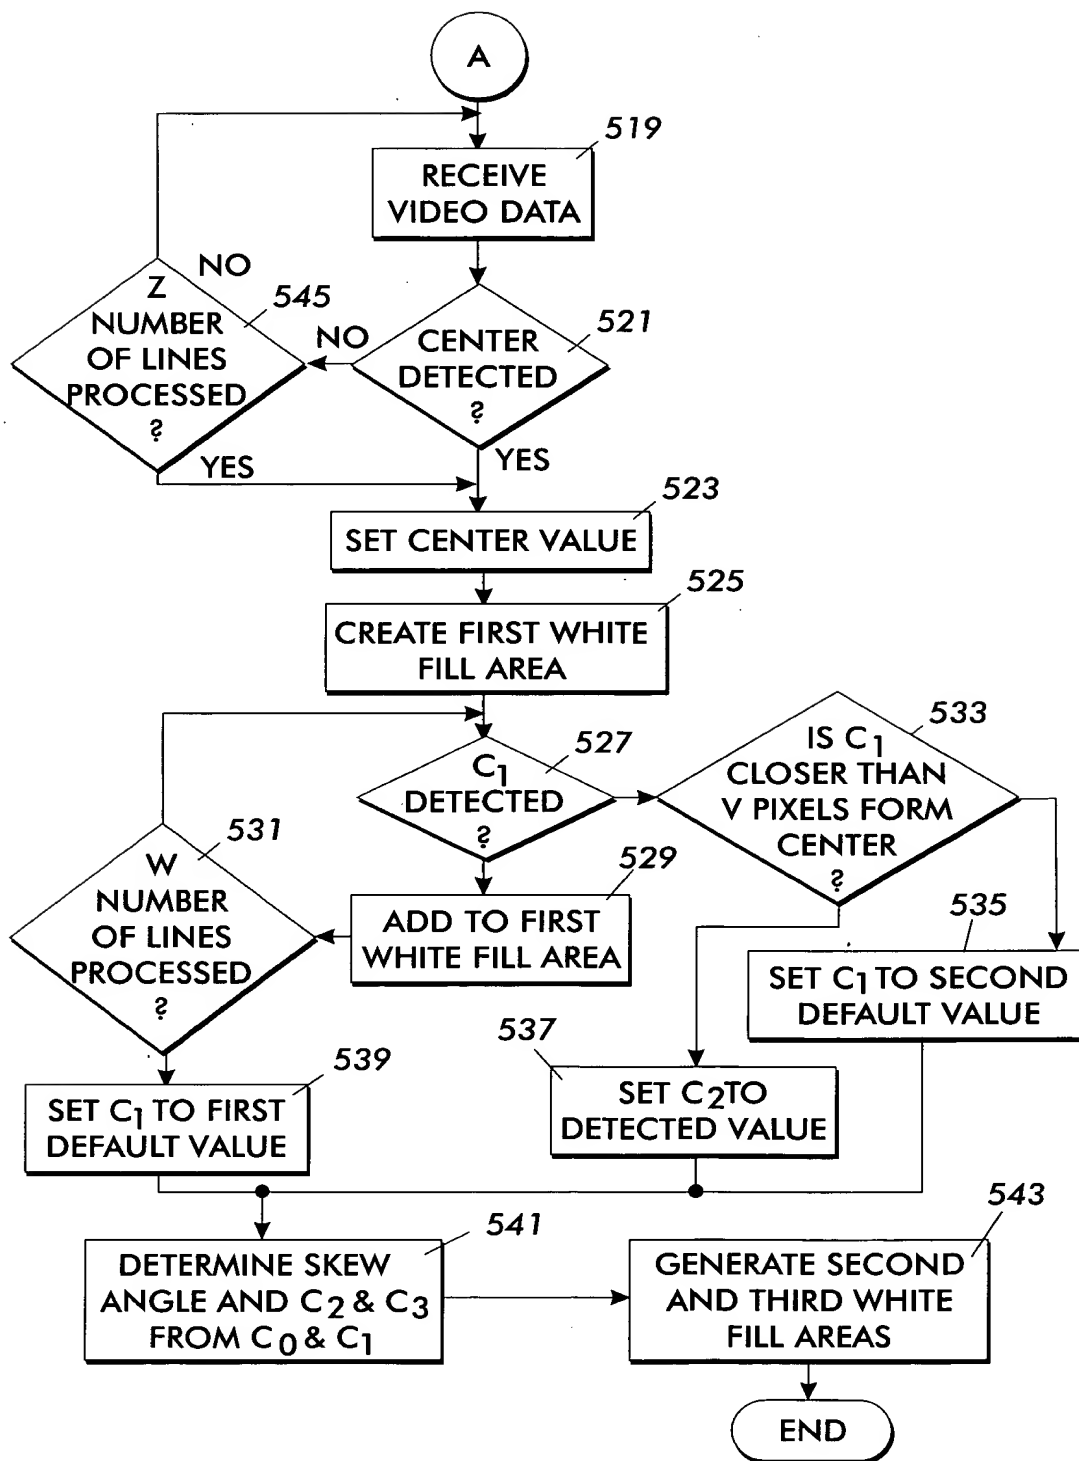 A
519
RECEIVE
VIDEO DATA
NO
545
Z
NUMBER
OF LINES
PROCESSED
?
YES
NO
521
CENTER
DETECTED
?
YES
523
SET CENTER VALUE
525
CREATE FIRST WHITE
FILL AREA
527
C1
DETECTED
?
533
IS C1
CLOSER THAN
V PIXELS FORM
CENTER
?
531
W
NUMBER
OF LINES
PROCESSED
?
529
ADD TO FIRST
WHITE FILL AREA
535
SET C1 TO SECOND
DEFAULT VALUE
539
SET C1 TO FIRST
DEFAULT VALUE
537
SET C2 TO
DETECTED VALUE
541
DETERMINE SKEW
ANGLE AND C2 & C3
FROM C0 & C1
543
GENERATE SECOND
AND THIRD WHITE
FILL AREAS
END